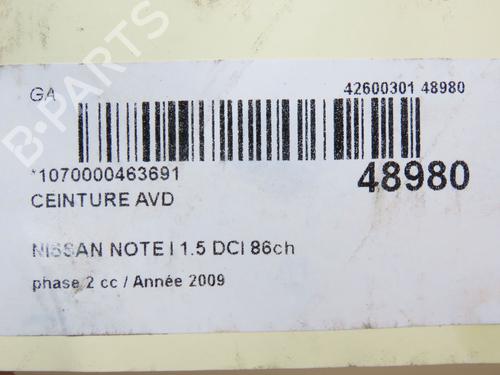 GA
42600301 48980
*1070000463691
48980
CEINTURE AVD
NISSAN NOTE I 1.5 DCI 86ch
phase 2 cc / Année 2009
B-PARTS